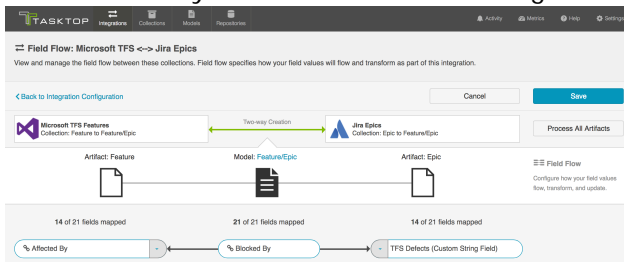 TASKTOP
Integrations
Collections
Models
Repositories
Activity
Metrics
Help
Settings
Field Flow: Microsoft TFS <--> Jira Epics
View and manage the field flow between these collections. Field flow specifies how your field values will flow and transform as part of this integration.
Back to Integration Configuration
Cancel
Save
Microsoft TFS Features
Collection: Feature to Feature/Epic
Two-way Creation
Jira Epics
Collection: Epic to Feature/Epic
Process All Artifacts
Artifact: Feature
Model: Feature/Epic
Artifact: Epic
Field Flow
Configure how your field values
flow, transform, and update.
14 of 21 fields mapped
21 of 21 fields mapped
14 of 21 fields mapped
Affected By
Blocked By
TFS Defects (Custom String Field)